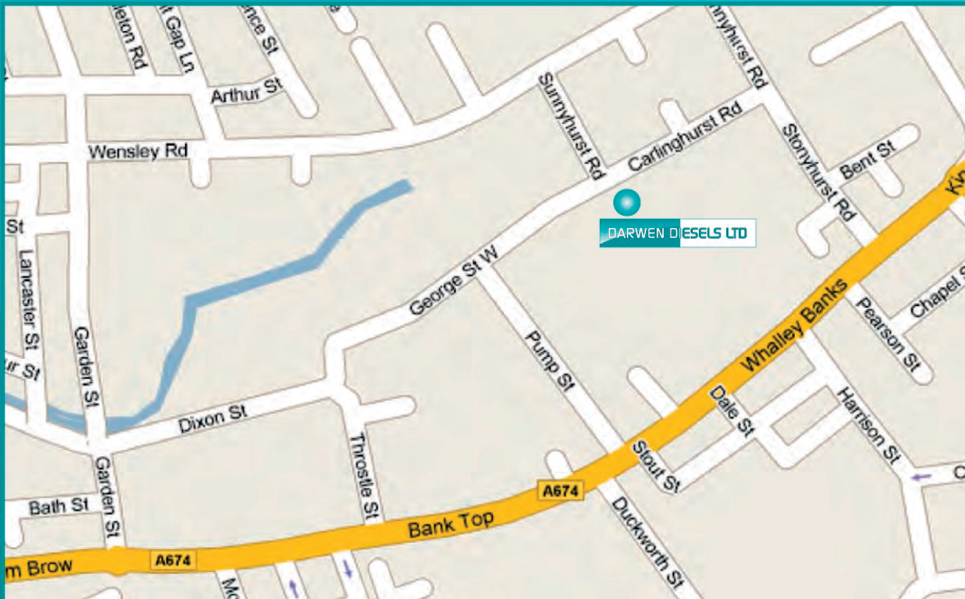 Arthur St
Wensley Rd
Sunnyhurst Rd
Carlinghurst Rd
Stonyhurst Rd
Bent St
DARWEN DIESELS LTD
St
Lancaster St
George St W
Garden St
Pump St
Whalley Banks
Pearson St
Chapel S
Dixon St
Dale St
Harrison St
Throstle St
Stout St
Garden St
Bath St
A674
Bank Top
Duckworth St
A674
m Brow